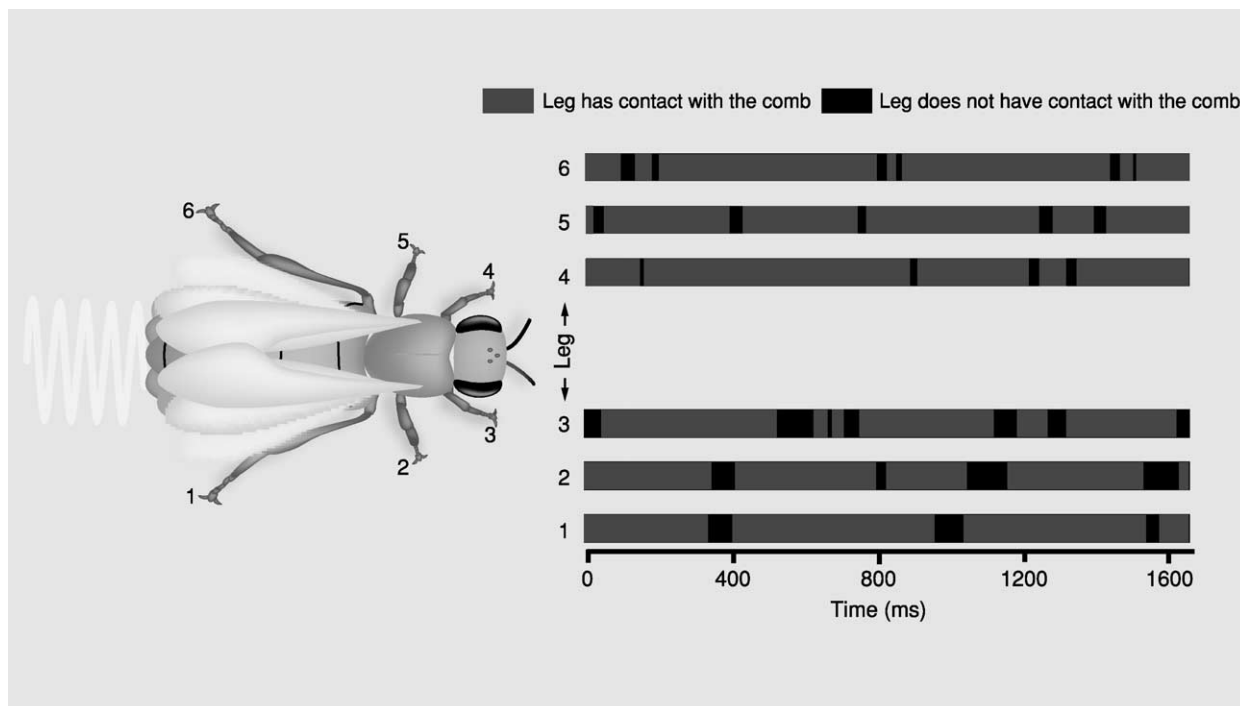 Leg has contact with the comb
Leg does not have contact with the comb
6
5
4
Leg
3
2
1
6
5
4
3
2
1
0 400 800 1200 1600
Time (ms)